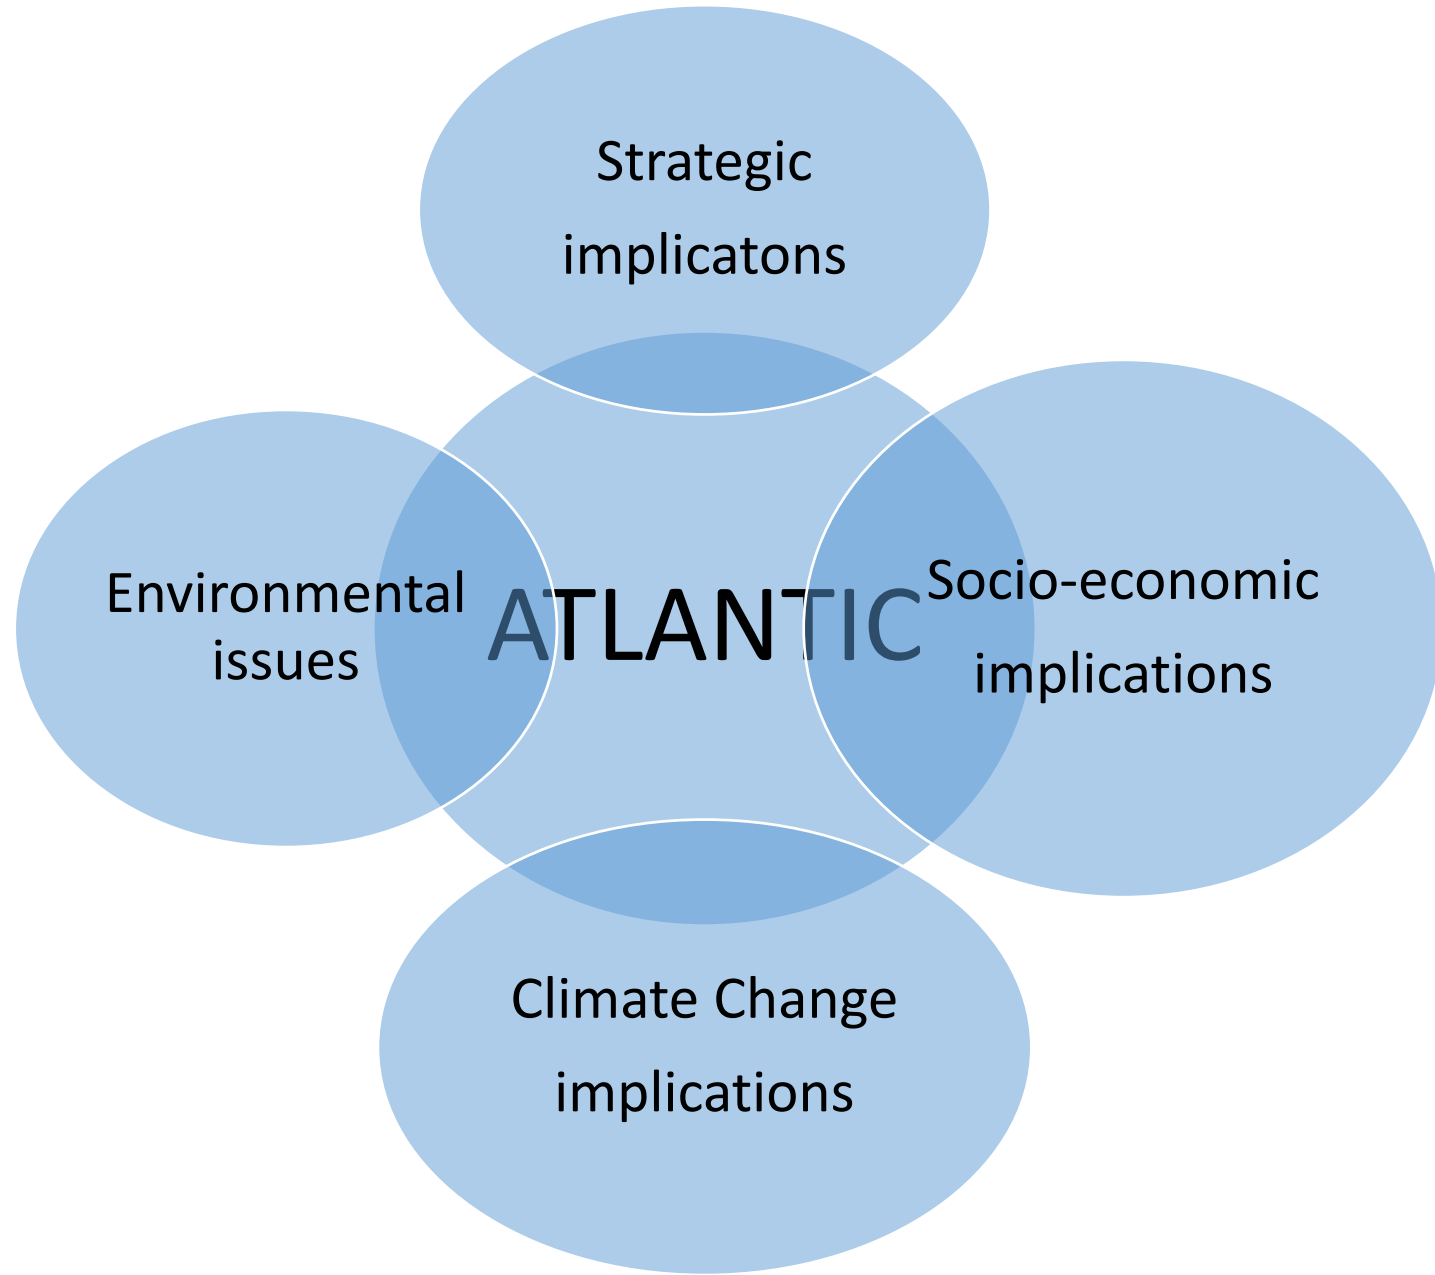 Strategic
implicatons
Environmental
issues
ATLANTIC
Socio-economic
implications
Climate Change
implications